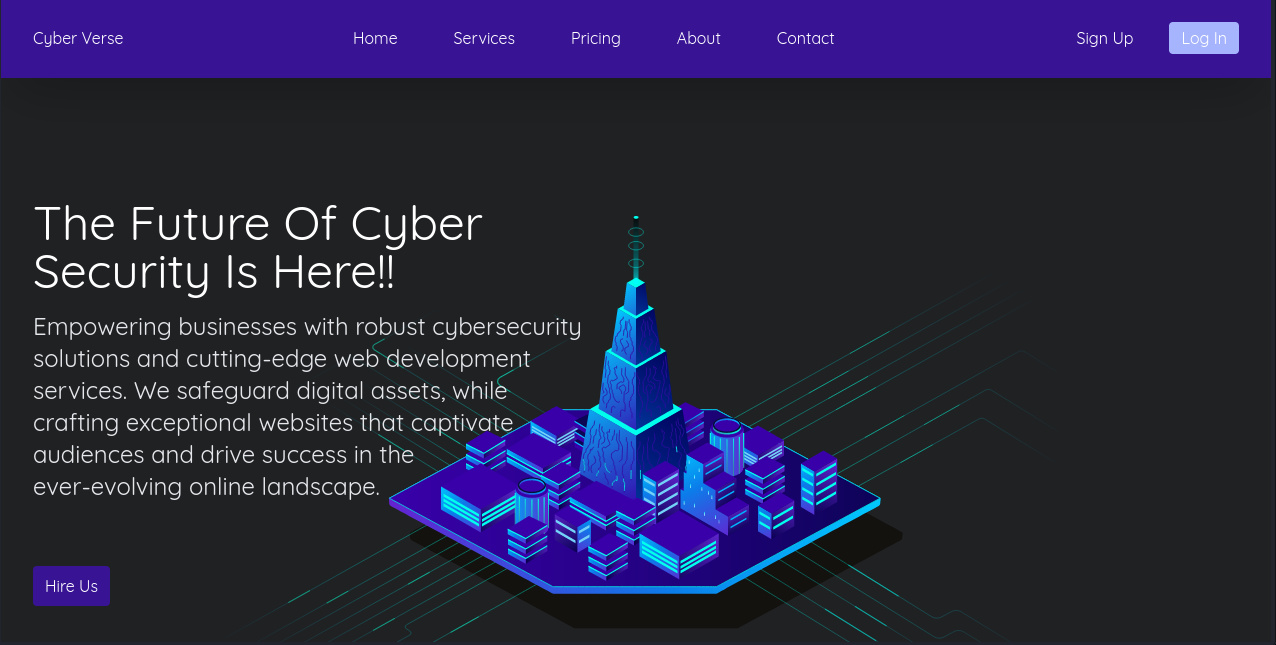 Cyber Verse
Home
Services
Pricing
About
Contact
Sign Up
Log In
The Future Of Cyber
Security Is Here!!
Empowering businesses with robust cybersecurity
solutions and cutting-edge web development
services. We safeguard digital assets, while
crafting exceptional websites that captivate
audiences and drive success in the
ever-evolving online landscape.
Hire Us